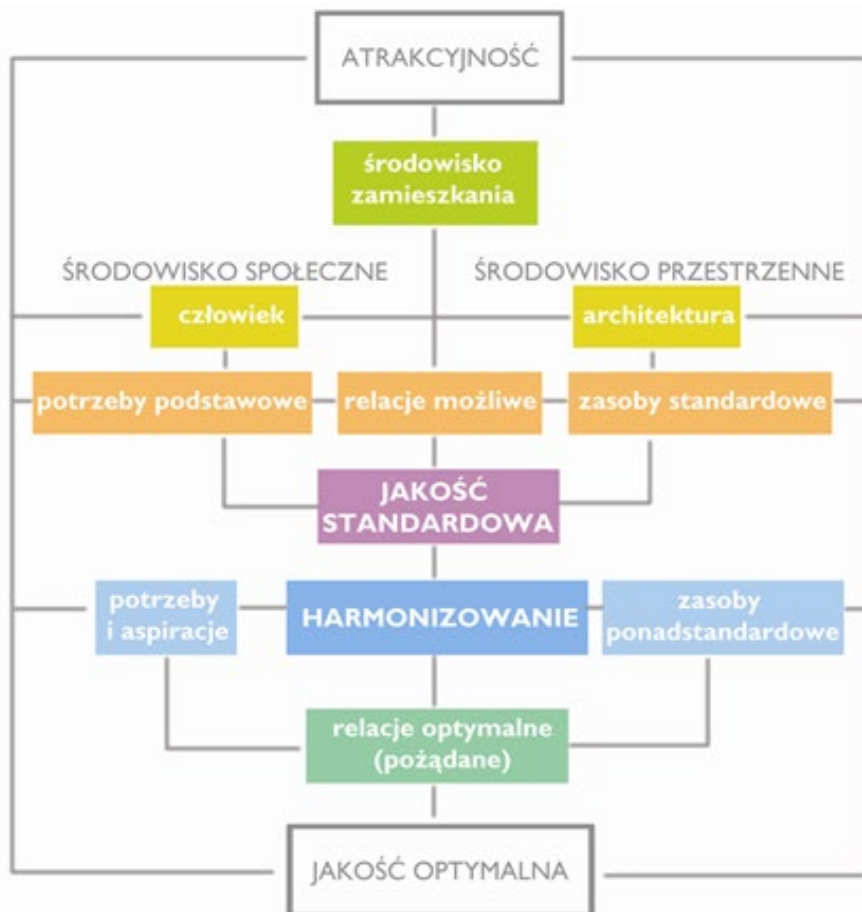 ATRAKCYJNOŚĆ
środowisko
zamieszkania
ŚRODOWISKO SPOŁECZNE
ŚRODOWISKO PRZESTRZENNE
człowiek
architektura
potrzeby podstawowe
relacje możliwe
zasoby standardowe
JAKOŚĆ
STANDARDOWA
potrzeby
i aspiracje
HARMONIZOWANIE
zasoby
ponadstandardowe
relacje optymalne
(pożądane)
JAKOŚĆ OPTYMALNA